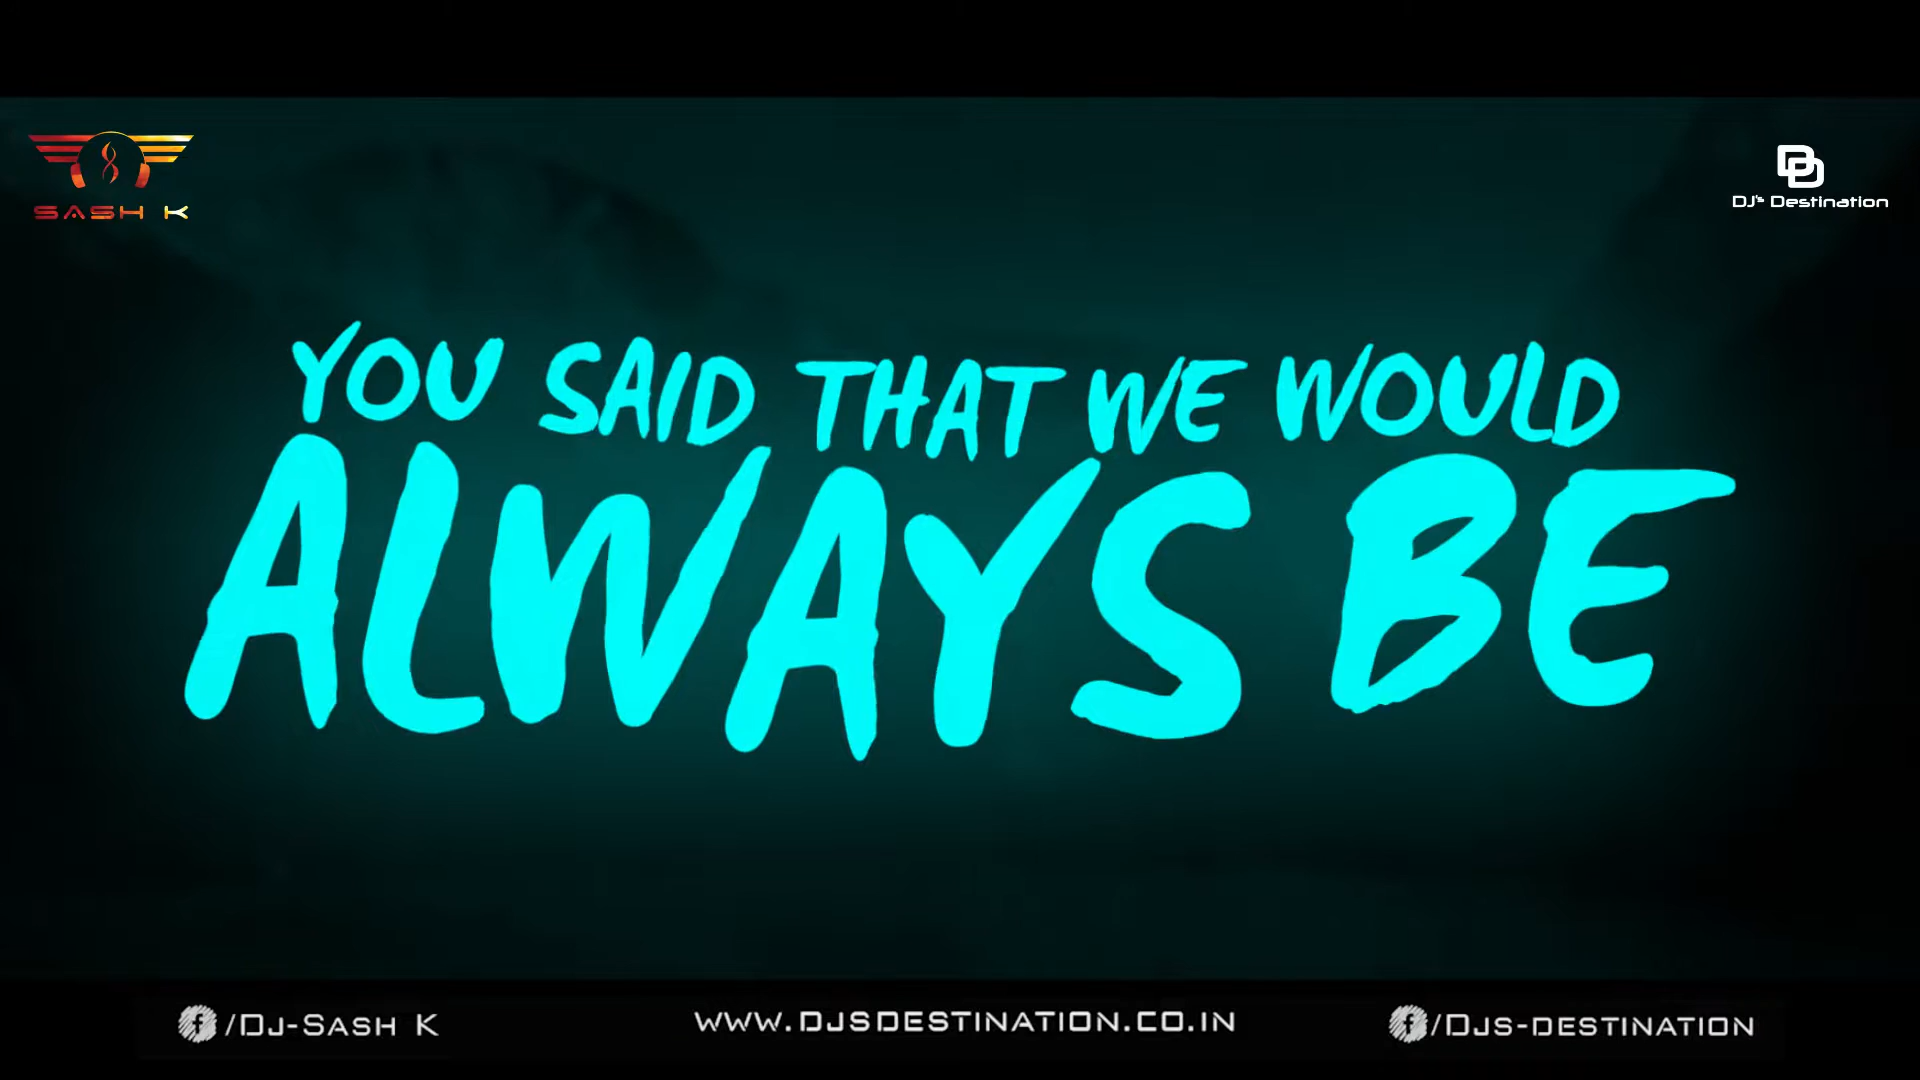 SASH K
DJ's Destination
YOU SAID THAT WE WOULD
ALWAYS BE
/DJ-SASH K
WWW.DJSDESTINATION.CO.IN
/DJS-DESTINATION